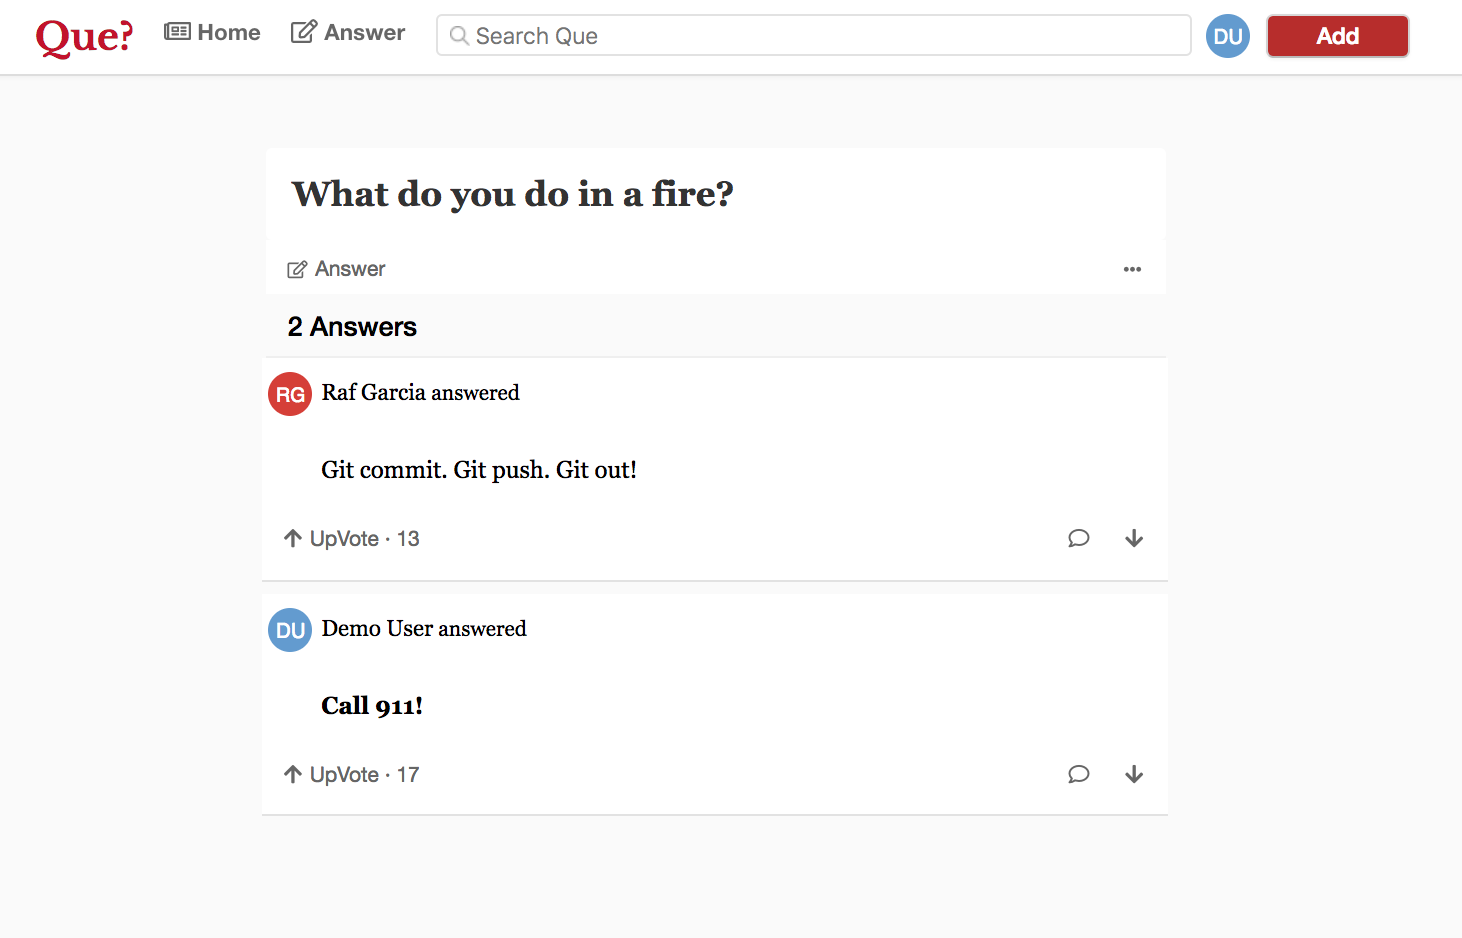 Que? Home Answer Search Que DU Add
What do you do in a fire?
Answer
2 Answers
RG Raf Garcia answered
Git commit. Git push. Git out!
UpVote · 13
DU Demo User answered
Call 911!
UpVote · 17